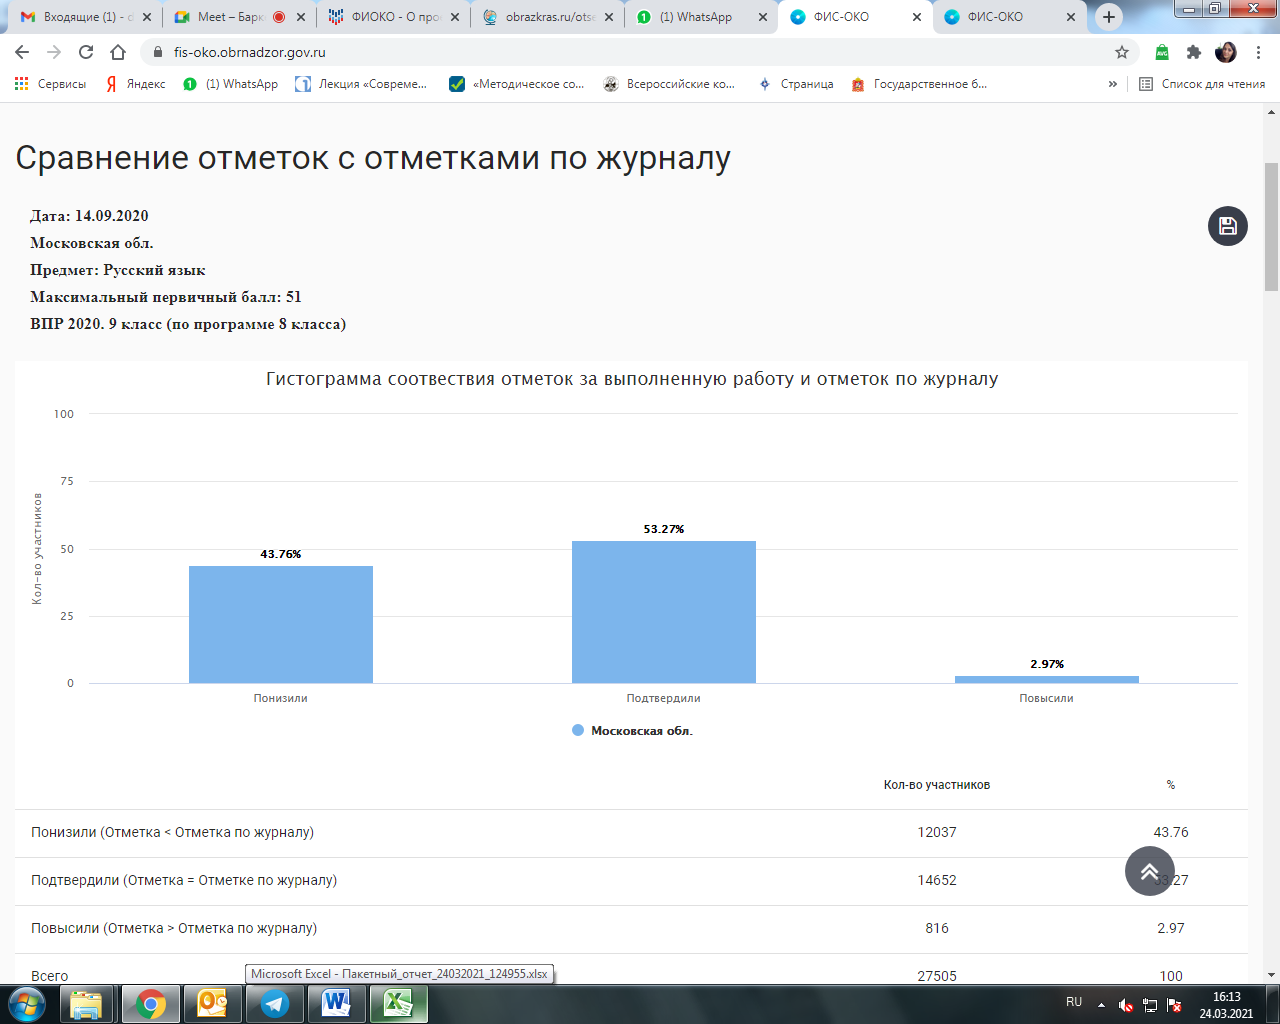 Входящие (1) - d
Meet – Барк
ФИОКО - О про
obrazkras.ru/otse
(1) WhatsApp
ФИС-ОКО
ФИС-ОКО
fis-oko.obrnadzor.gov.ru
Сервисы
Яндекс
(1) WhatsApp
Лекция «Совреме...
«Методическое со...
Всероссийские ко...
Страница
Государственное б...
»
Список для чтения
Сравнение отметок с отметками по журналу
Дата: 14.09.2020
Московская обл.
Предмет: Русский язык
Максимальный первичный балл: 51
ВПР 2020. 9 класс (по программе 8 класса)
Гистограмма соотвествия отметок за выполненную работу и отметок по журналу
Кол-во участников
100
75
50
25
0
43.76%
53.27%
2.97%
Понизили
Подтвердили
Повысили
Московская обл.
Кол-во участников %
Понизили (Отметка < Отметка по журналу) 12037 43.76
Подтвердили (Отметка = Отметке по журналу) 14652 53.27
Повысили (Отметка > Отметка по журналу) 816 2.97
Всего 27505 100
Microsoft Excel - Пакетный_отчет_24032021_124955.xlsx
RU
16:13
24.03.2021